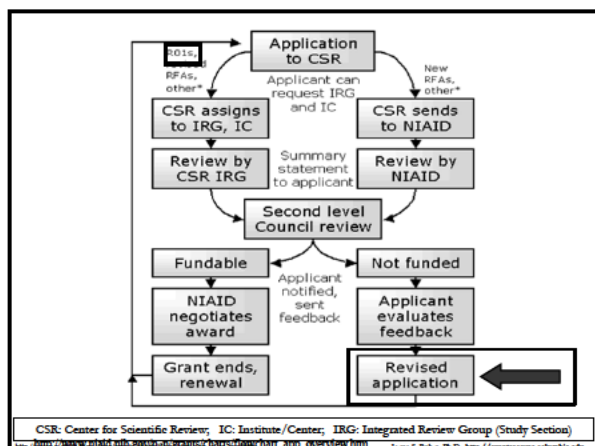 Application
to CSR
R01s,
RFAs,
other*
Applicant can
request IRG
and IC
New
RFAs,
other*
CSR assigns
to IRG, IC
CSR sends
to NIAID
Review by
CSR IRG
Summary
statement
to applicant
Review by
NIAID
Second level
Council review
Fundable
Not funded
Applicant
notified,
sent
feedback
NIAID
negotiates
award
Applicant
evaluates
feedback
Grant ends,
renewal
Revised
application
CSR: Center for Scientific Review; IC: Institute/Center; IRG: Integrated Review Group (Study Section)